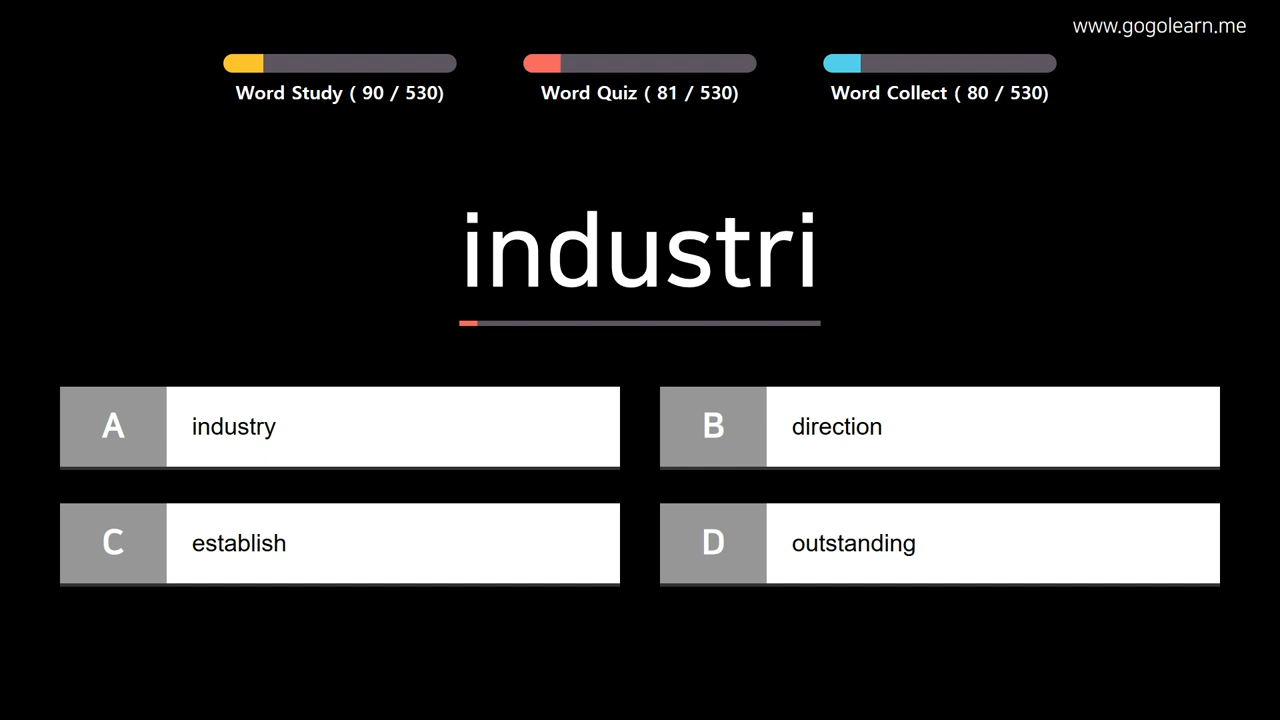 www.gogolearn.me
Word Study ( 90 / 530)
Word Quiz ( 81 / 530)
Word Collect ( 80 / 530)
industri
A industry
B direction
C establish
D outstanding